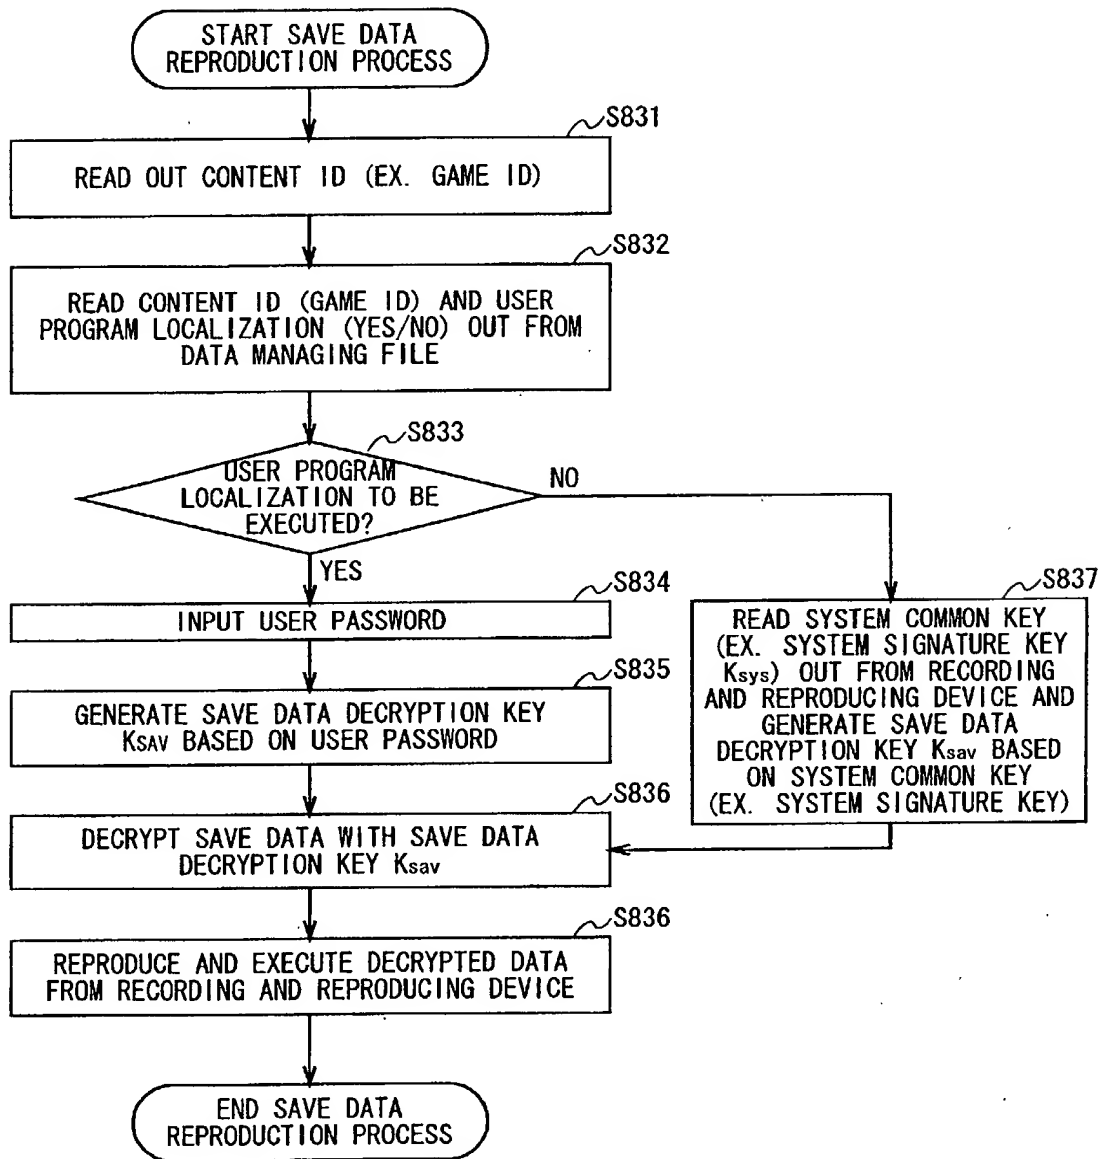 START SAVE DATA
REPRODUCTION PROCESS
S831
READ OUT CONTENT ID (EX. GAME ID)
S832
READ CONTENT ID (GAME ID) AND USER
PROGRAM LOCALIZATION (YES/NO) OUT FROM
DATA MANAGING FILE
S833
USER PROGRAM
LOCALIZATION TO BE
EXECUTED?
NO
YES
S834
INPUT USER PASSWORD
S835
GENERATE SAVE DATA DECRYPTION KEY
KSAV BASED ON USER PASSWORD
S837
READ SYSTEM COMMON KEY
(EX. SYSTEM SIGNATURE KEY
Ksys) OUT FROM RECORDING
AND REPRODUCING DEVICE AND
GENERATE SAVE DATA
DECRYPTION KEY Ksav BASED
ON SYSTEM COMMON KEY
(EX. SYSTEM SIGNATURE KEY)
S836
DECRYPT SAVE DATA WITH SAVE DATA
DECRYPTION KEY Ksav
S836
REPRODUCE AND EXECUTE DECRYPTED DATA
FROM RECORDING AND REPRODUCING DEVICE
END SAVE DATA
REPRODUCTION PROCESS